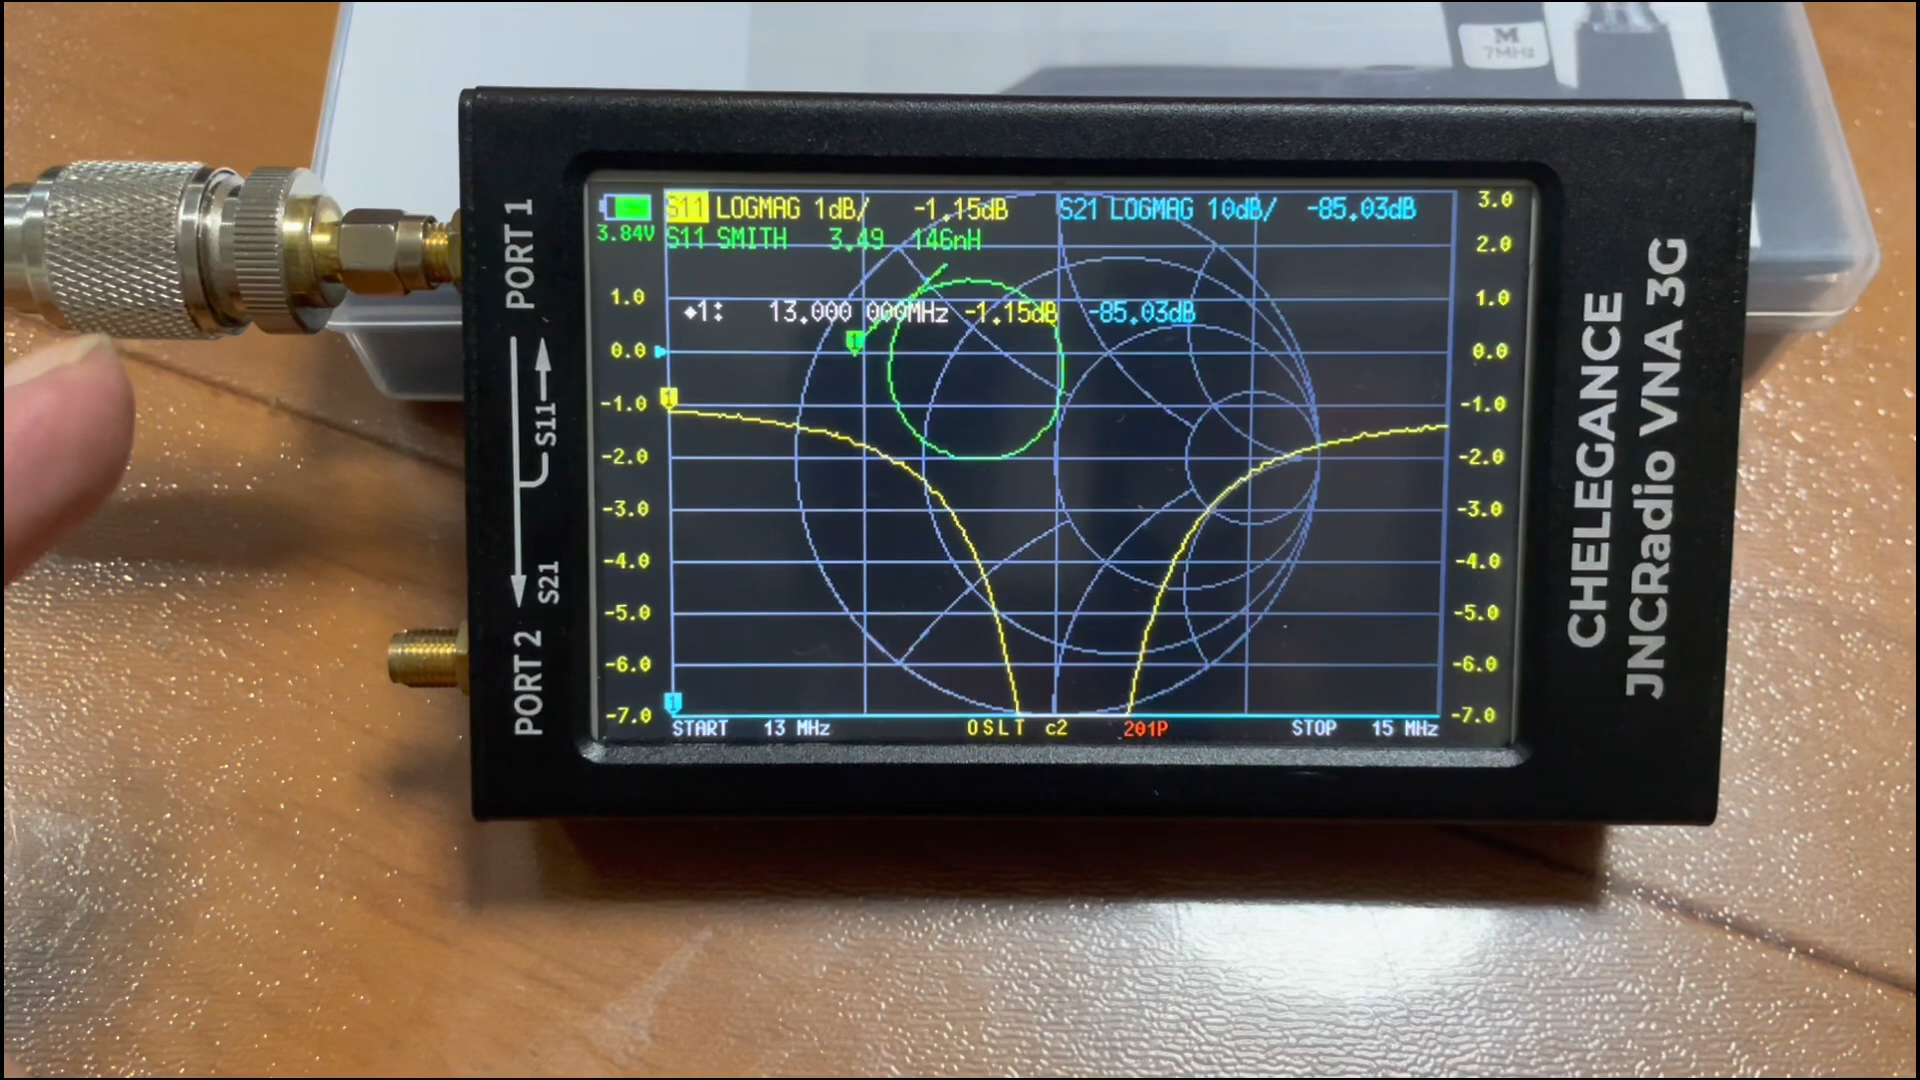 M
7MHz
PORT 1
S11
S21
PORT 2
3.84V
S11 LOGMAG 1dB/ -1.15dB
S21 LOGMAG 10dB/ -85.03dB
S11 SMITH 3.49 146nH
◆1: 13.000 000MHz -1.15dB -85.03dB
1
1
1
1.0
0.0
-1.0
-2.0
-3.0
-4.0
-5.0
-6.0
-7.0
3.0
2.0
1.0
0.0
-1.0
-2.0
-3.0
-4.0
-5.0
-6.0
-7.0
START 13 MHz OSLT c2 201P STOP 15 MHz
CHELEGANCE
JNCRadio VNA 3G